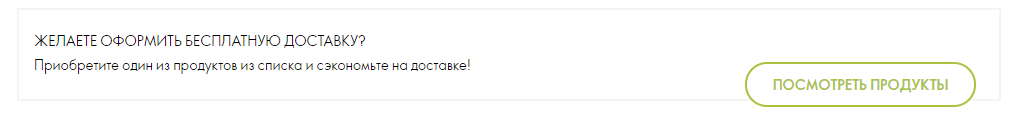 ЖЕЛАЕТЕ ОФОРМИТЬ БЕСПЛАТНУЮ ДОСТАВКУ?
Приобретите один из продуктов из списка и сэкономьте на доставке!
ПОСМОТРЕТЬ ПРОДУКТЫ